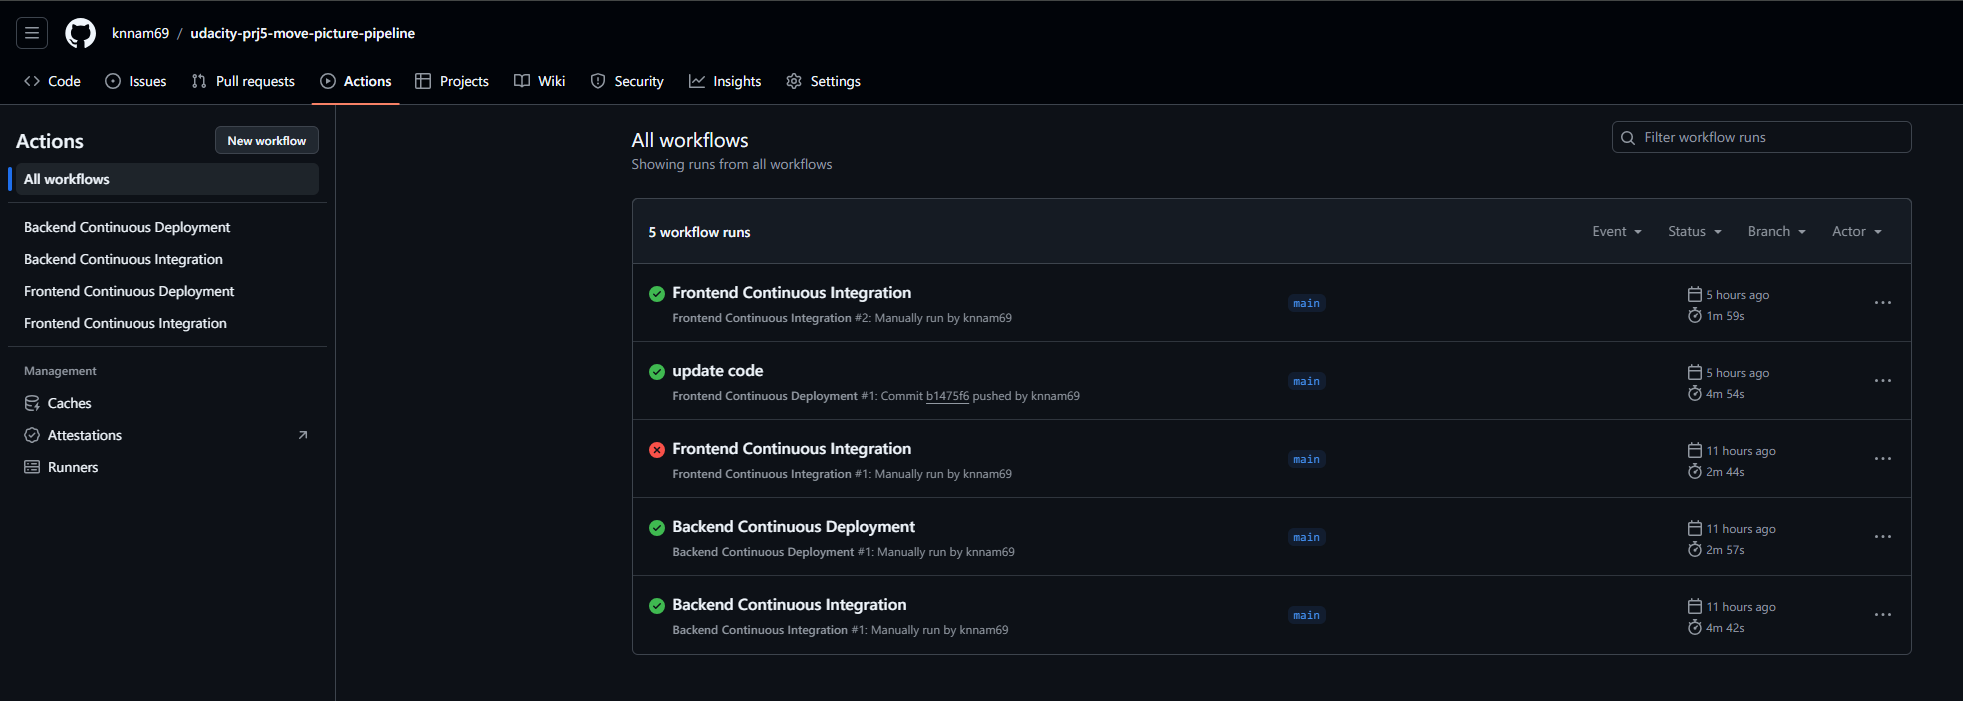 knnam69 / udacity-prj5-move-picture-pipeline
Code Issues Pull requests Actions Projects Wiki Security Insights Settings
Actions
New workflow
All workflows
Backend Continuous Deployment
Backend Continuous Integration
Frontend Continuous Deployment
Frontend Continuous Integration
Management
Caches
Attestations
Runners
All workflows
Showing runs from all workflows
Filter workflow runs
5 workflow runs
Event Status Branch Actor
Frontend Continuous Integration
Frontend Continuous Integration #2: Manually run by knnam69
main
5 hours ago
1m 59s
update code
Frontend Continuous Deployment #1: Commit b1475f6 pushed by knnam69
main
5 hours ago
4m 54s
Frontend Continuous Integration
Frontend Continuous Integration #1: Manually run by knnam69
main
11 hours ago
2m 44s
Backend Continuous Deployment
Backend Continuous Deployment #1: Manually run by knnam69
main
11 hours ago
2m 57s
Backend Continuous Integration
Backend Continuous Integration #1: Manually run by knnam69
main
11 hours ago
4m 42s